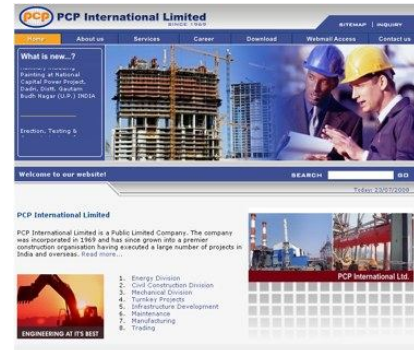 pcp PCP International Limited
SINCE 1969
SITEMAP | INQUIRY
Home About us Services Career Download Webmail Access Contact us
What is new...?
Painting at National
Capital Power Project,
Dadri, Distt. Gautam
Budh Nagar (U.P.) INDIA
Erection, Testing &
Welcome to our website!
SEARCH GO
Today: 23/07/2009
PCP International Limited
PCP International Limited is a Public Limited Company. The company
was incorporated in 1969 and has since grown into a premier
construction organisation having executed a large number of projects in
India and overseas. Read more...
PCP International Ltd.
ENGINEERING AT IT'S BEST
1. Energy Division
2. Civil Construction Division
3. Mechanical Division
4. Turnkey Projects
5. Infrastructure Development
6. Maintenance
7. Manufacturing
8. Trading